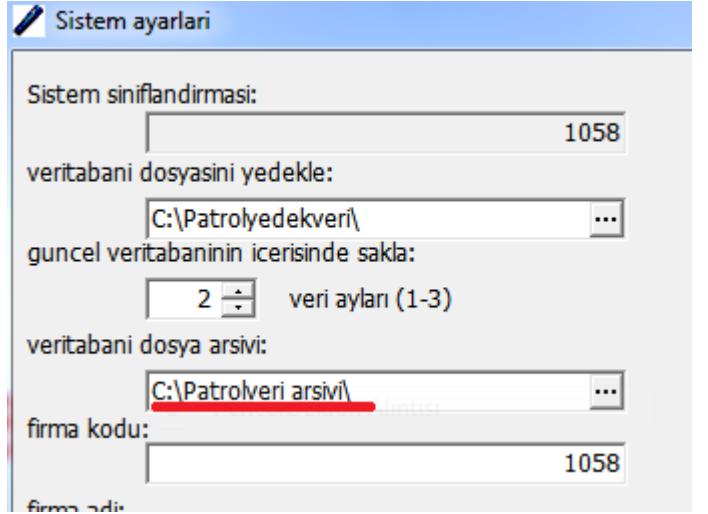 Sistem ayarlari
Sistem siniflandirmasi:
1058
veritabani dosyasini yedekle:
C:\Patrolyedekveri\ ...
guncel veritabaninin icerisinde sakla:
2 veri ayları (1-3)
veritabani dosya arsivi:
C:\Patrolveri arsivi\ ...
firma kodu:
1058
firma adi: